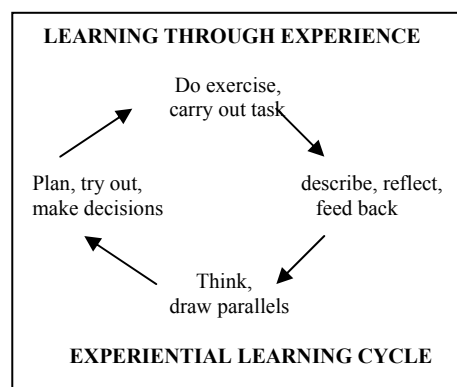 LEARNING THROUGH EXPERIENCE
Do exercise,
carry out task
describe, reflect,
feed back
Think,
draw parallels
Plan, try out,
make decisions
EXPERIENTIAL LEARNING CYCLE